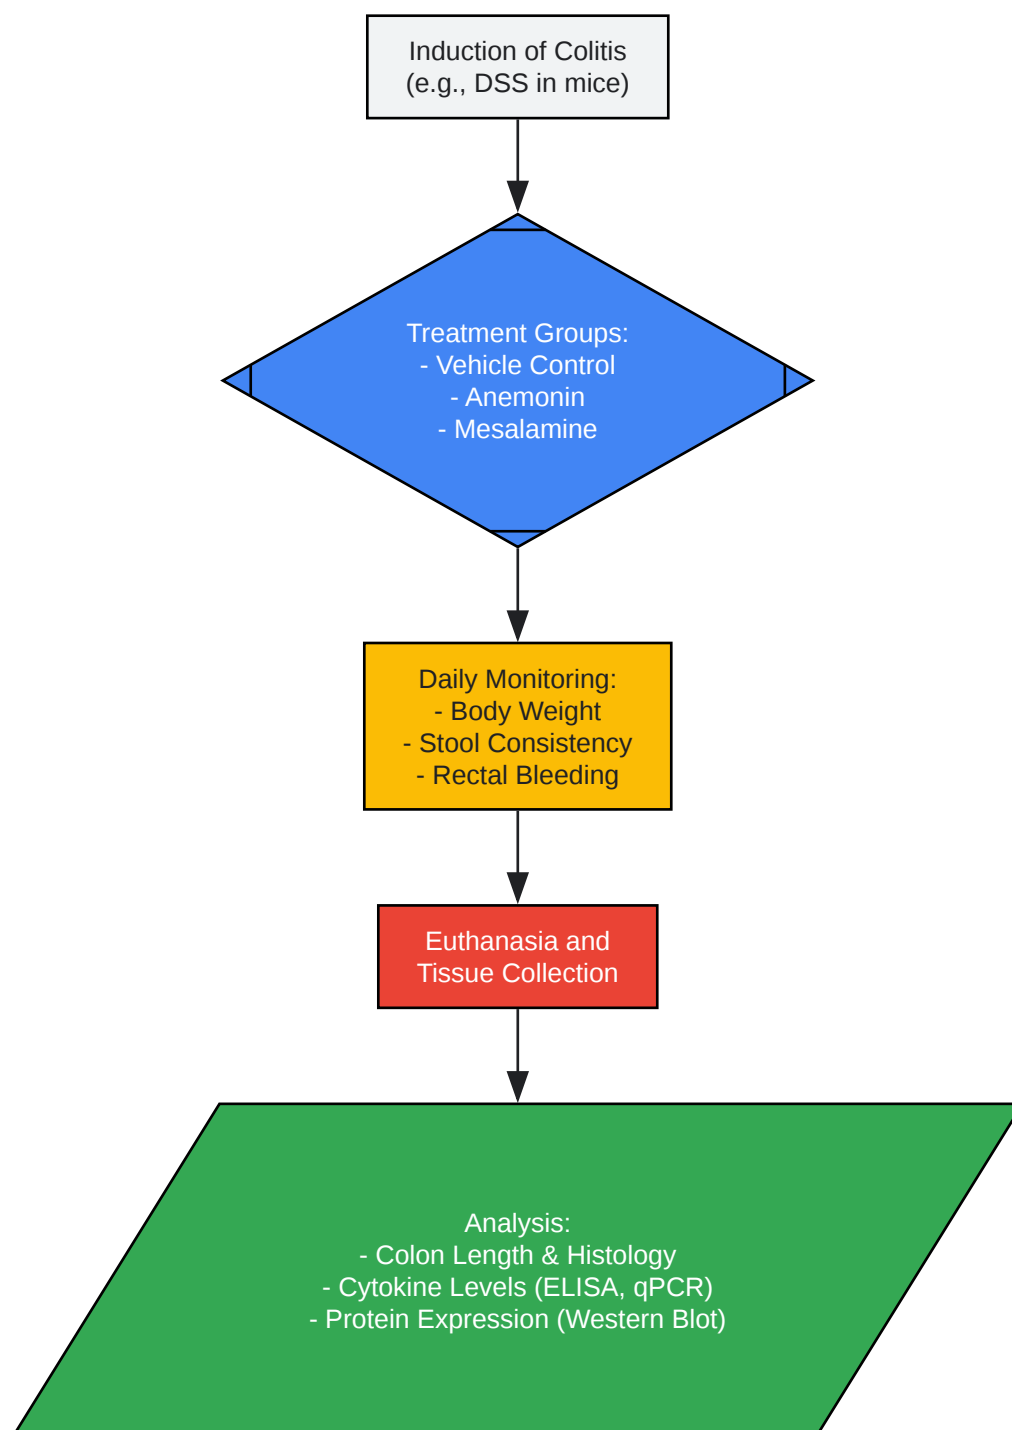 Induction of Colitis
(e.g., DSS in mice)
Treatment Groups:
- Vehicle Control
- Anemonin
- Mesalamine
Daily Monitoring:
- Body Weight
- Stool Consistency
- Rectal Bleeding
Euthanasia and
Tissue Collection
Analysis:
- Colon Length & Histology
- Cytokine Levels (ELISA, qPCR)
- Protein Expression (Western Blot)